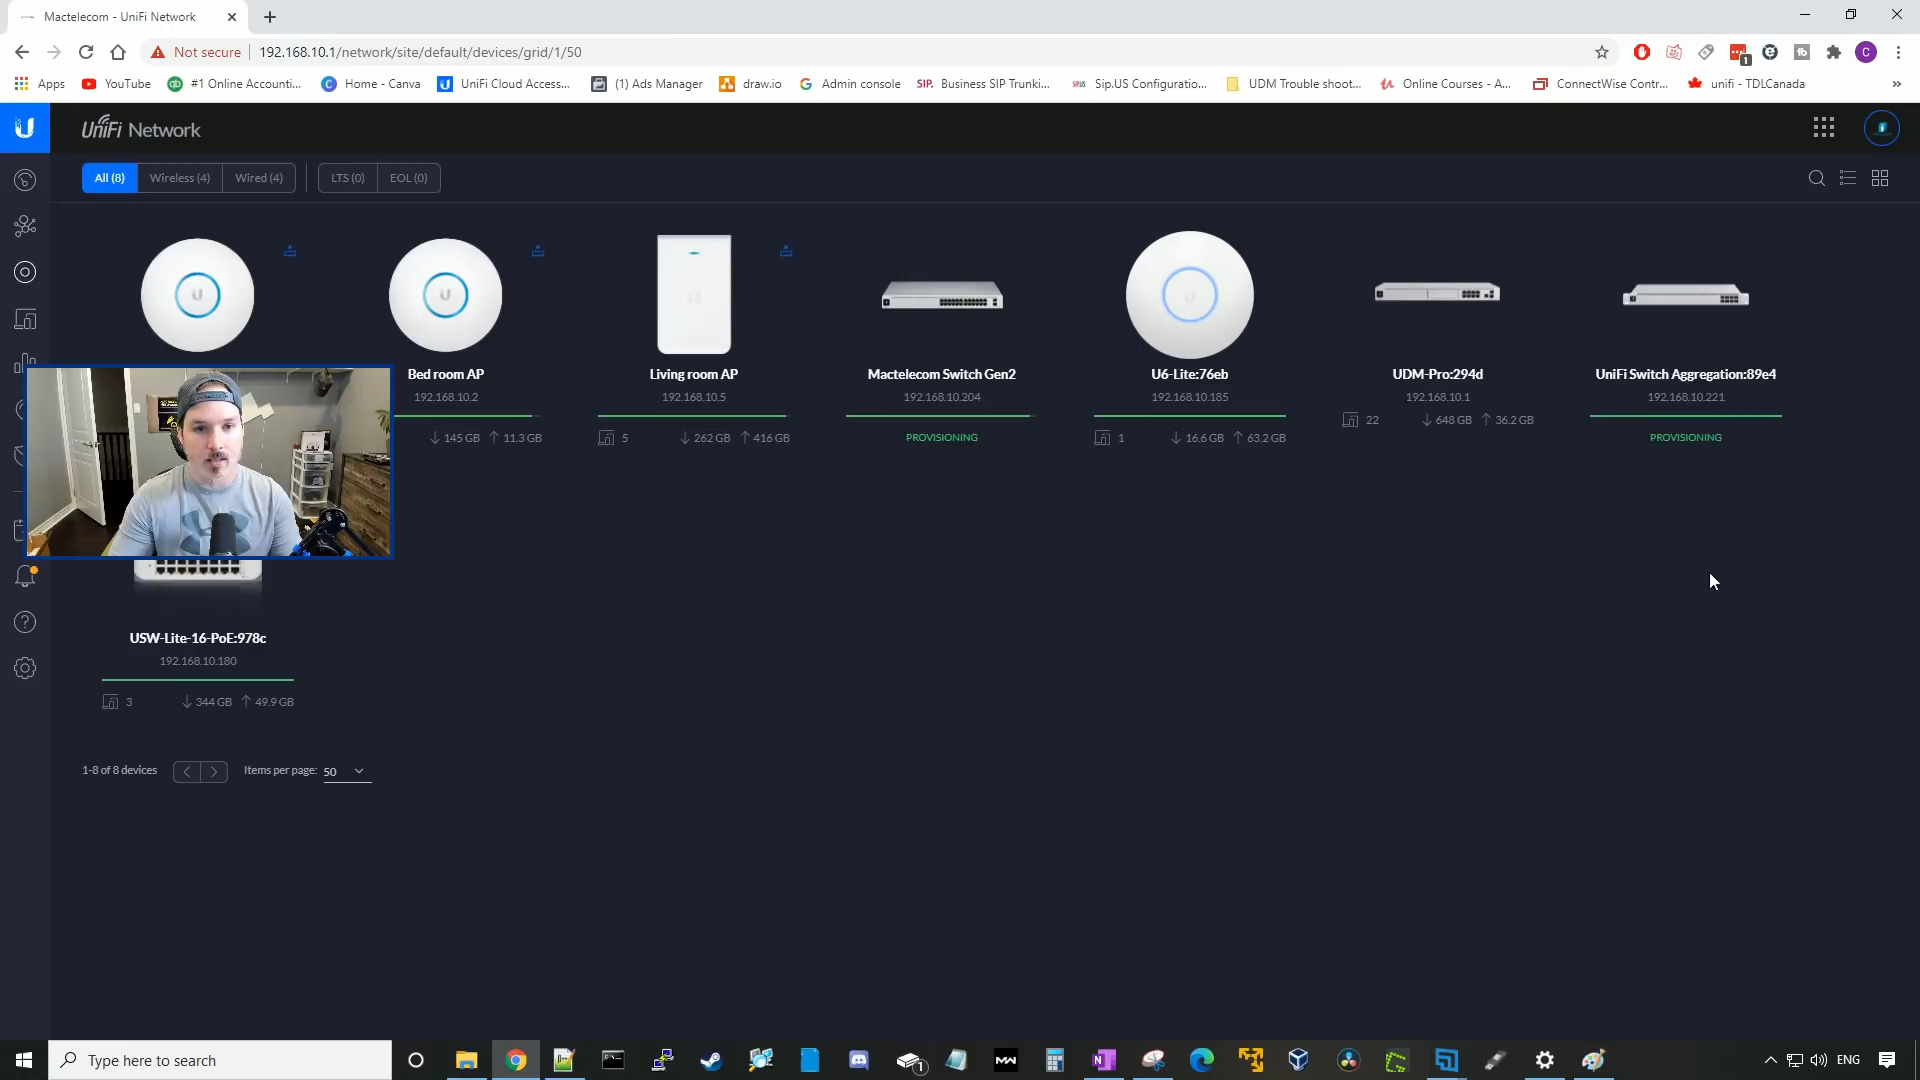 Mactelecom - UniFi Network
Not secure
192.168.10.1/network/site/default/devices/grid/1/50
Apps
YouTube
#1 Online Accounti...
Home - Canva
UniFi Cloud Access...
(1) Ads Manager
draw.io
Admin console
SIP. Business SIP Trunki...
Sip.US Configuratio...
UDM Trouble shoot...
Online Courses - A...
ConnectWise Contr...
unifi - TDLCanada
UniFi Network
All (8)
Wireless (4)
Wired (4)
LTS (0)
EOL (0)
Bed room AP
192.168.10.2
145 GB 11.3 GB
Living room AP
192.168.10.5
5 262 GB 416 GB
Mactelecom Switch Gen2
192.168.10.204
PROVISIONING
U6-Lite:76eb
192.168.10.185
1 16.6 GB 63.2 GB
UDM-Pro:294d
192.168.10.1
22 648 GB 36.2 GB
UniFi Switch Aggregation:89e4
192.168.10.221
PROVISIONING
USW-Lite-16-PoE:978c
192.168.10.180
3 344 GB 49.9 GB
1-8 of 8 devices
Items per page: 50
Type here to search
ENG